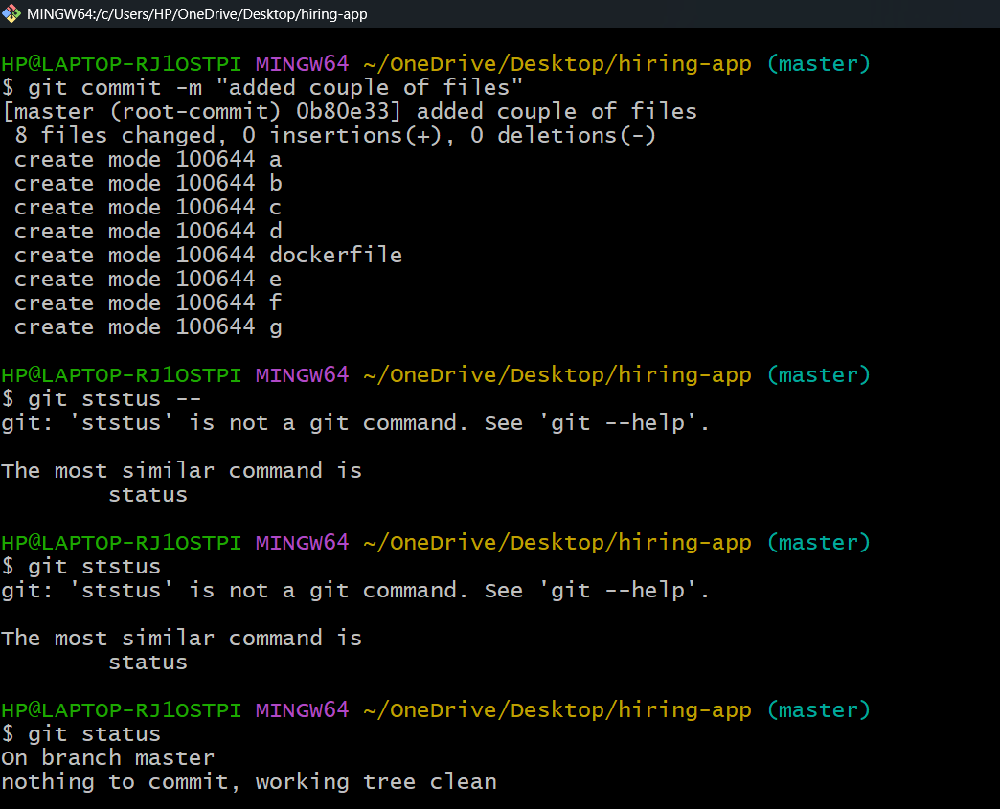 MINGW64:/c/Users/HP/OneDrive/Desktop/hiring-app
HP@LAPTOP-RJ1OSTPI MINGW64 ~/OneDrive/Desktop/hiring-app (master)
$ git commit -m "added couple of files"
[master (root-commit) 0b80e33] added couple of files
 8 files changed, 0 insertions(+), 0 deletions(-)
 create mode 100644 a
 create mode 100644 b
 create mode 100644 c
 create mode 100644 d
 create mode 100644 dockerfile
 create mode 100644 e
 create mode 100644 f
 create mode 100644 g
HP@LAPTOP-RJ1OSTPI MINGW64 ~/OneDrive/Desktop/hiring-app (master)
$ git ststus --
git: 'ststus' is not a git command. See 'git --help'.
The most similar command is
        status
HP@LAPTOP-RJ1OSTPI MINGW64 ~/OneDrive/Desktop/hiring-app (master)
$ git ststus
git: 'ststus' is not a git command. See 'git --help'.
The most similar command is
        status
HP@LAPTOP-RJ1OSTPI MINGW64 ~/OneDrive/Desktop/hiring-app (master)
$ git status
On branch master
nothing to commit, working tree clean